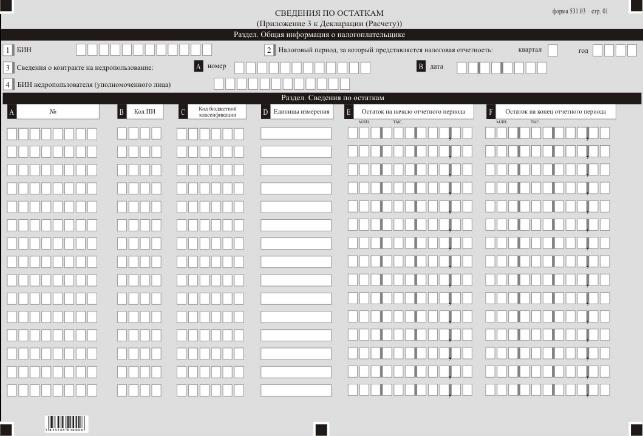 СВЕДЕНИЯ ПО ОСТАТКАМ
форма 531.03 стр. 01
(Приложение 3 к Декларации (Расчету))
Раздел. Общая информация о налогоплательщике
1 БИН
2 Налоговый период, за который представляется налоговая отчетность: квартал год
3 Сведения о контракте на недропользование: A номер B дата
4 БИН недропользователя (уполномоченного лица)
Раздел. Сведения по остаткам
A № B Код ПИ C Код бюджетной классификации D Единицы измерения E Остаток на начало отчетного периода F Остаток на конец отчетного периода
млн. тыс. млн. тыс.